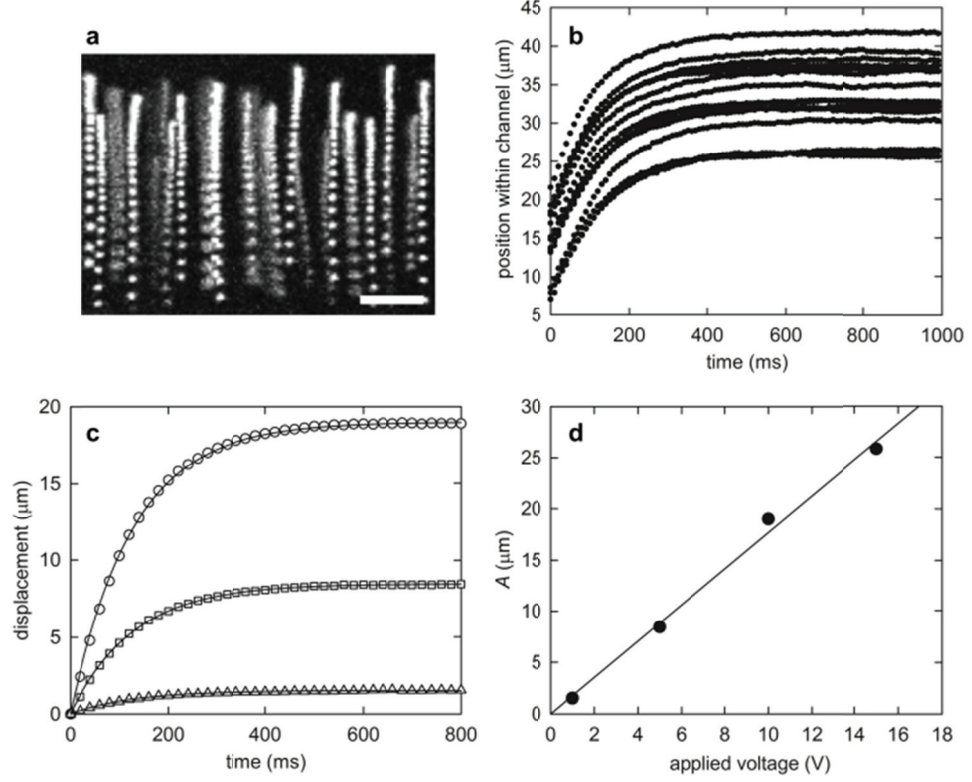 a
b
45
40
35
30
25
20
15
10
5
position within channel (μm)
0 200 400 600 800 1000
time (ms)
c
20
15
10
5
0
displacement (μm)
0 200 400 600 800
time (ms)
d
30
25
20
15
10
5
0
A (μm)
0 2 4 6 8 10 12 14 16 18
applied voltage (V)